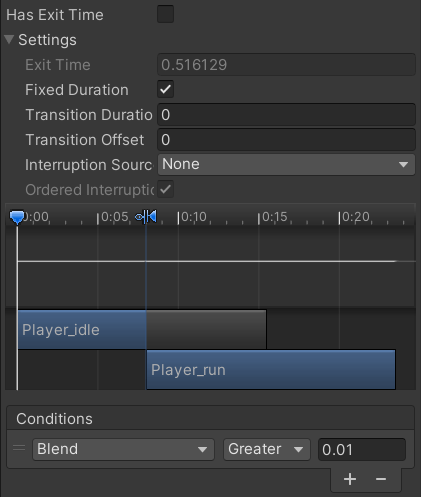 Has Exit Time
Settings
Exit Time 0.516129
Fixed Duration
Transition Duratio 0
Transition Offset 0
Interruption Sourc None
Ordered Interruptic
0:00 0:05 0:10 0:15 0:20
Player_idle
Player_run
Conditions
Blend Greater 0.01
+ −